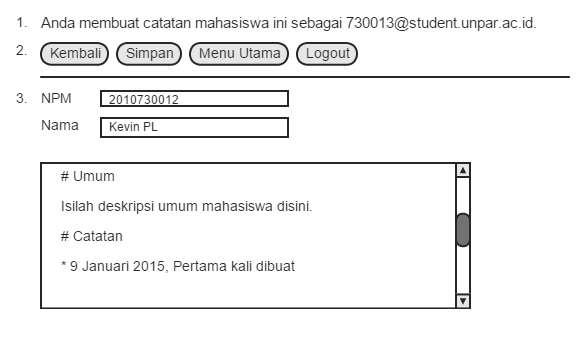 1. Anda membuat catatan mahasiswa ini sebagai 730013@student.unpar.ac.id.
2. Kembali Simpan Menu Utama Logout
3. NPM 2010730012
Nama Kevin PL
# Umum
Isilah deskripsi umum mahasiswa disini.
# Catatan
* 9 Januari 2015, Pertama kali dibuat